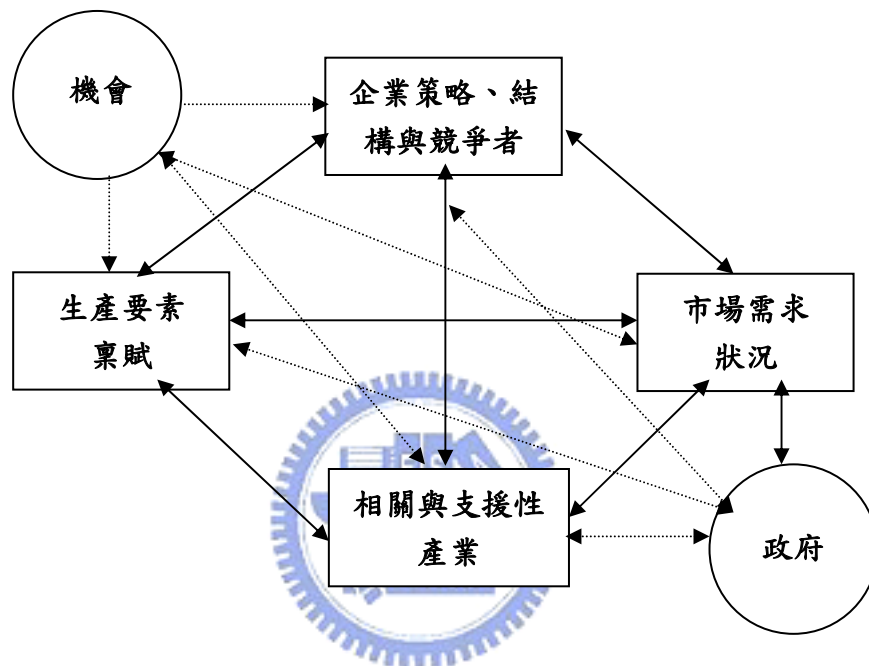 機會
企業策略、結
構與競爭者
生產要素
稟賦
市場需求
狀況
相關與支援性
產業
政府